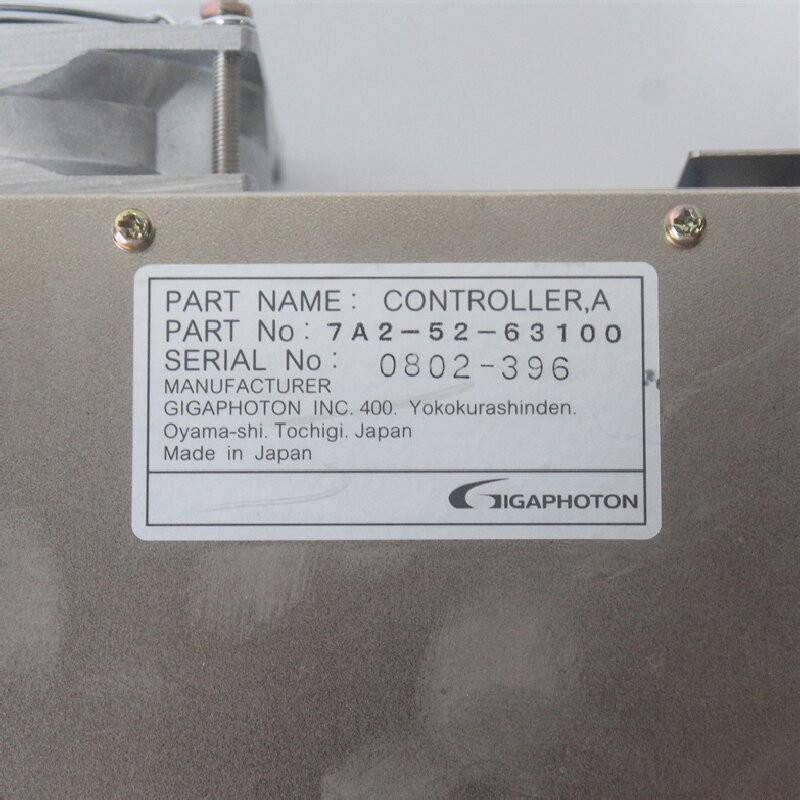 PART NAME: CONTROLLER,A
PART No: 7A2-52-63100
SERIAL No: 0802-396
MANUFACTURER
GIGAPHOTON INC. 400. Yokokurashinden.
Oyama-shi. Tochigi. Japan
Made in Japan
GIGAPHOTON